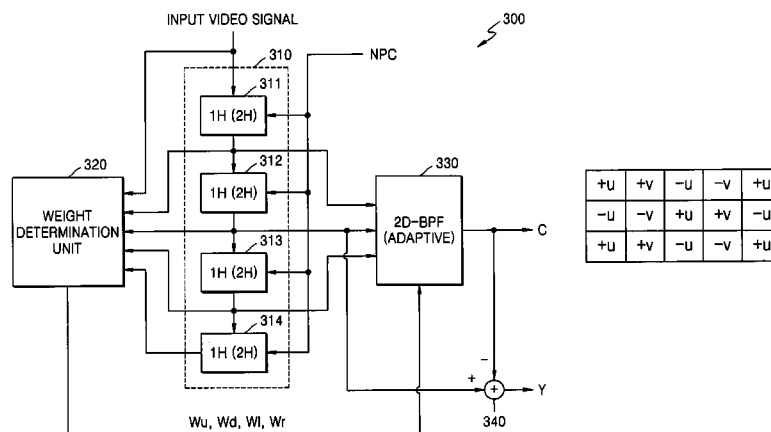 INPUT VIDEO SIGNAL
300
310
NPC
311
1H (2H)
312
1H (2H)
313
1H (2H)
314
1H (2H)
320
WEIGHT
DETERMINATION
UNIT
330
2D-BPF
(ADAPTIVE)
C
−
+
+
Y
340
Wu, Wd, Wl, Wr
+u +v −u −v +u
−u −v +u +v −u
+u +v −u −v +u